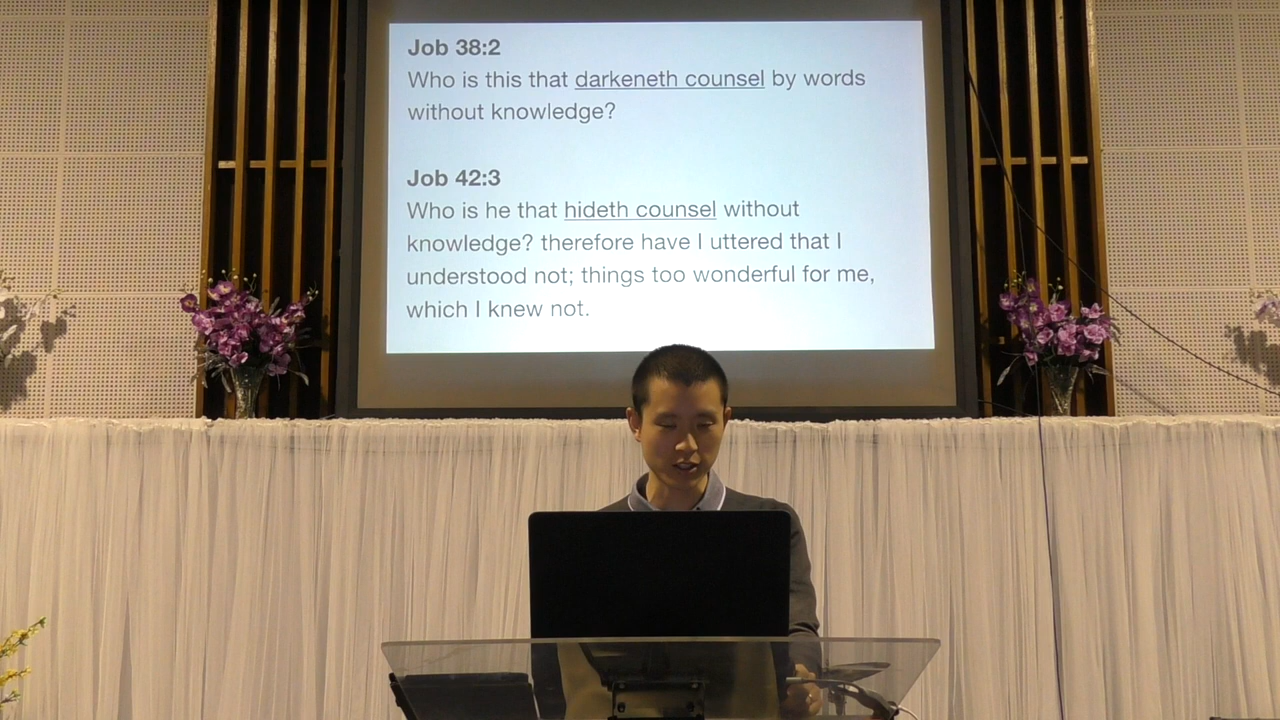 Job 38:2
Who is this that darkeneth counsel by words
without knowledge?
Job 42:3
Who is he that hideth counsel without
knowledge? therefore have I uttered that I
understood not; things too wonderful for me,
which I knew not.